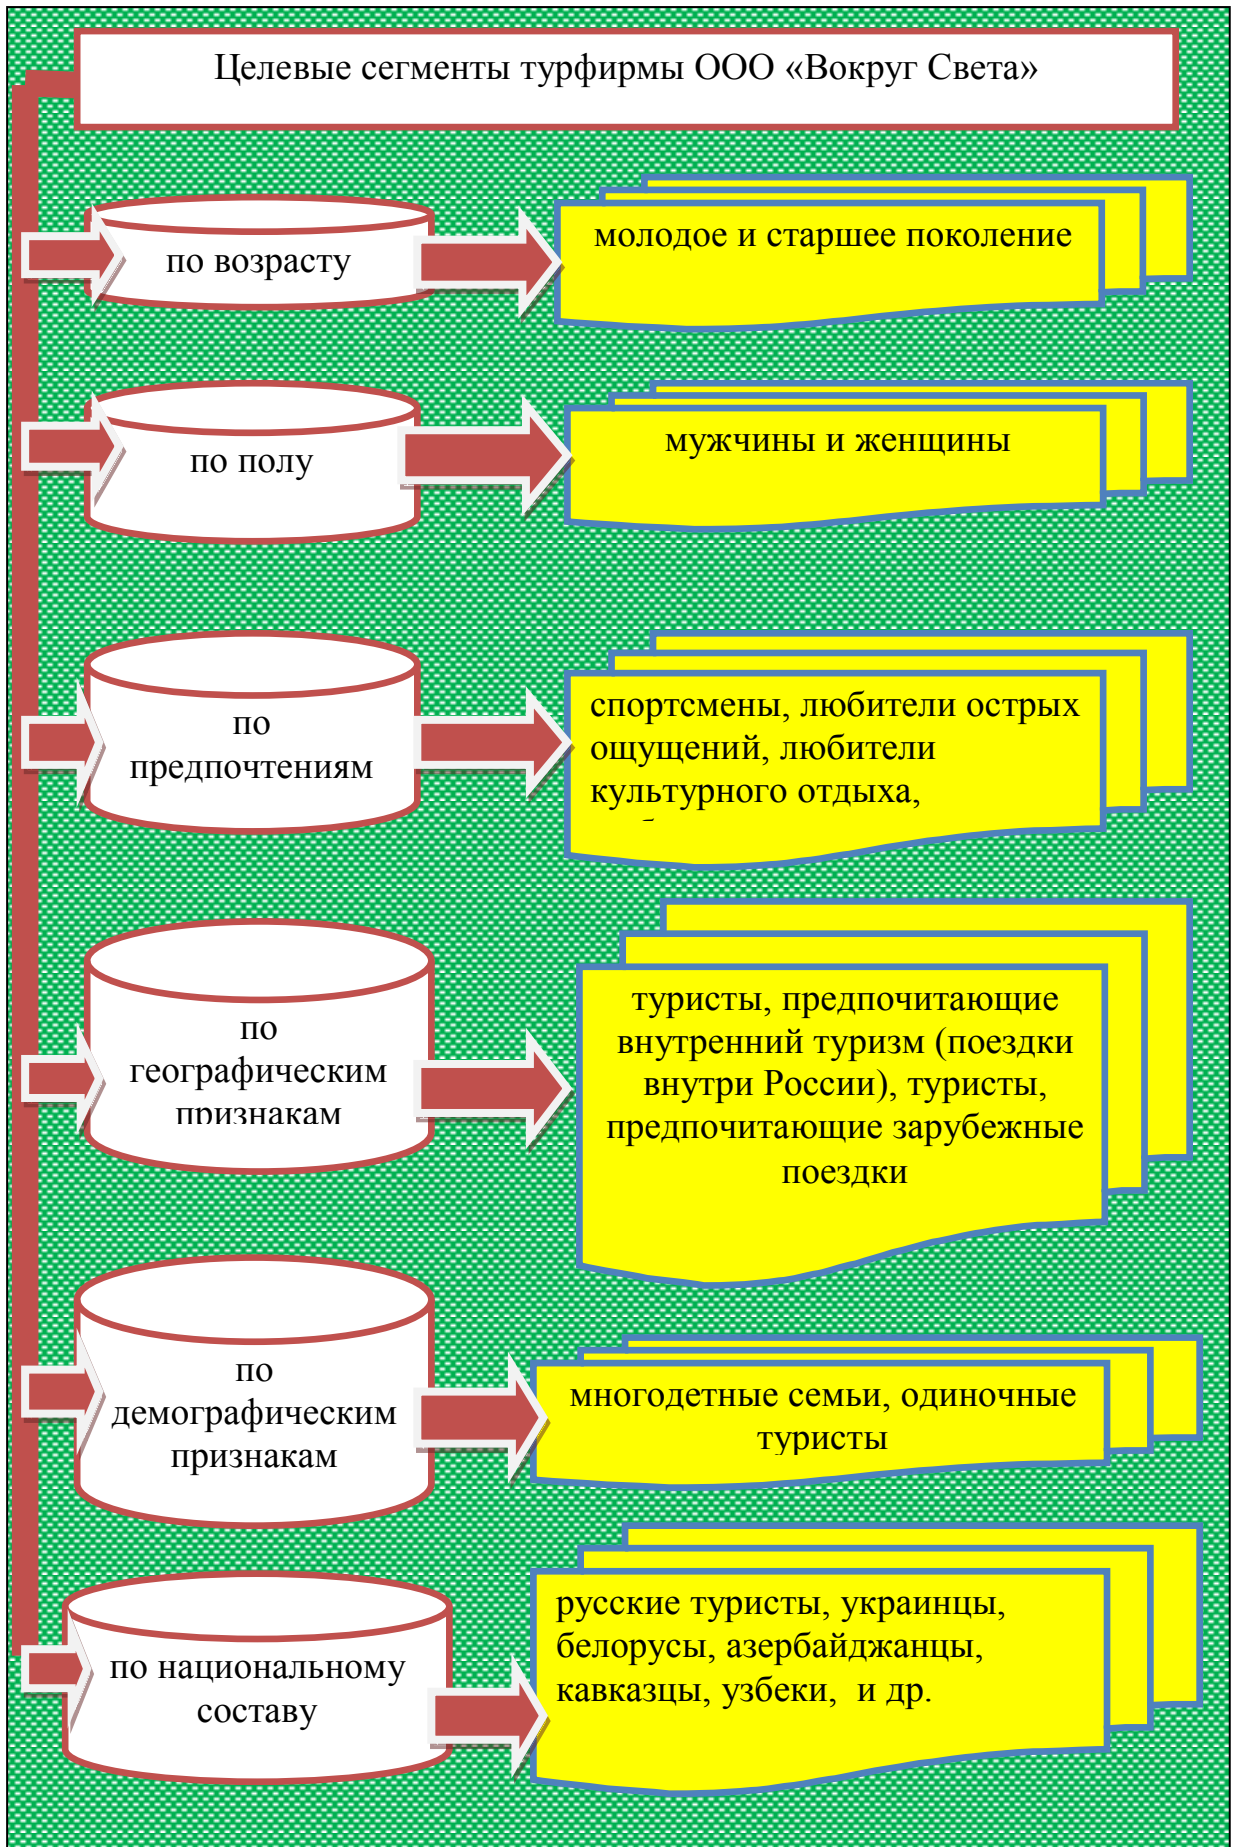 Целевые сегменты турфирмы ООО «Вокруг Света»
по возрасту
молодое и старшее поколение
по полу
мужчины и женщины
по
предпочтениям
спортсмены, любители острых
ощущений, любители
культурного отдыха,
по
географическим
признакам
туристы, предпочитающие
внутренний туризм (поездки
внутри России), туристы,
предпочитающие зарубежные
поездки
по
демографическим
признакам
многодетные семьи, одиночные
туристы
по национальному
составу
русские туристы, украинцы,
белорусы, азербайджанцы,
кавказцы, узбеки,  и др.